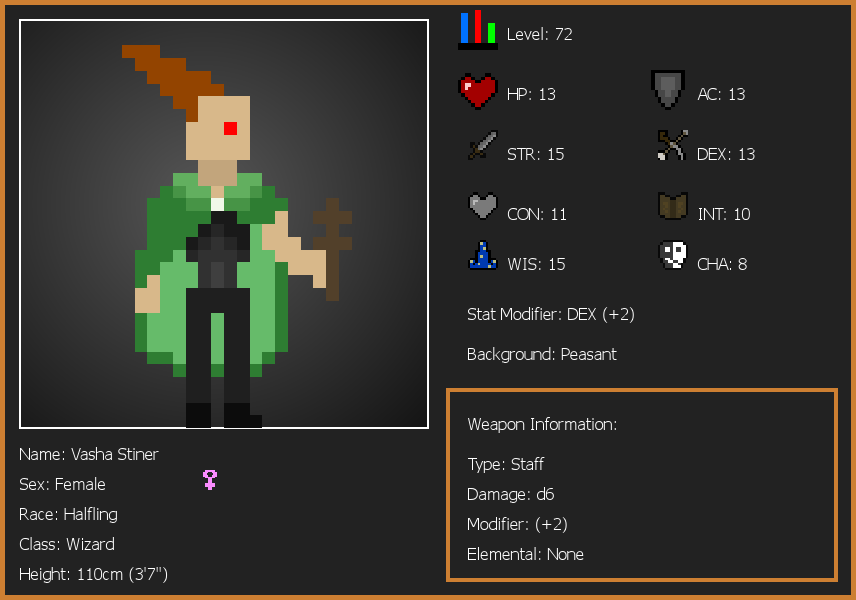 Level: 72
HP: 13
AC: 13
STR: 15
DEX: 13
CON: 11
INT: 10
WIS: 15
CHA: 8
Stat Modifier: DEX (+2)
Background: Peasant
Weapon Information:
Type: Staff
Damage: d6
Modifier: (+2)
Elemental: None
Name: Vasha Stiner
Sex: Female
Race: Halfling
Class: Wizard
Height: 110cm (3'7")